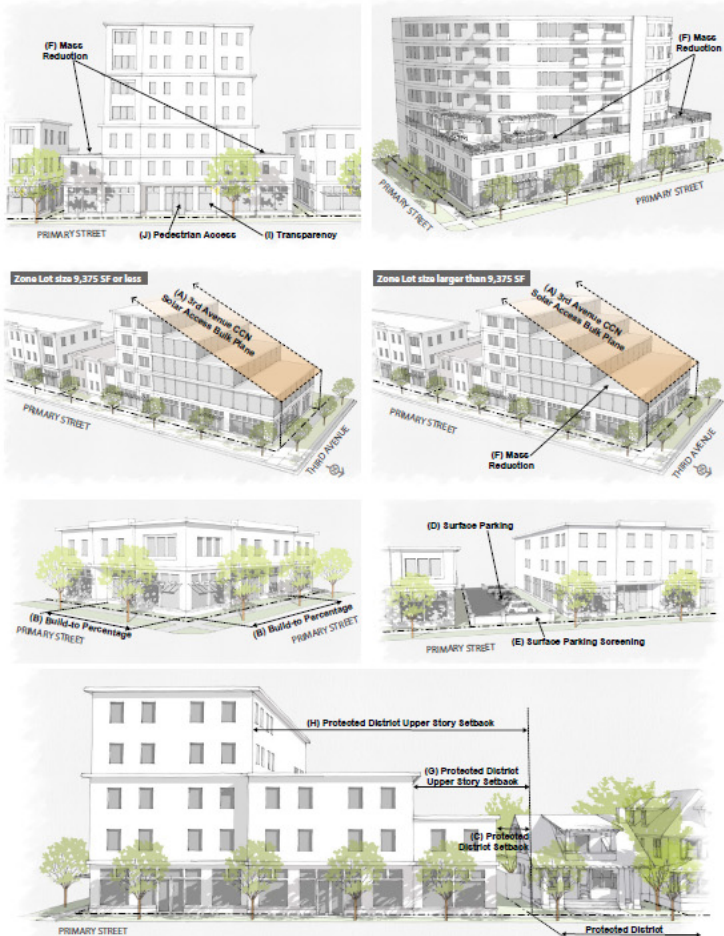 (F) Mass
Reduction
PRIMARY STREET
(J) Pedestrian Access
(I) Transparency
(F) Mass
Reduction
PRIMARY STREET
PRIMARY STREET
Zone Lot size 9,375 SF or less
(A) 3rd Avenue CCN
Solar Access Bulk Plane
PRIMARY STREET
THIRD AVENUE
Zone Lot size larger than 9,375 SF
(A) 3rd Avenue CCN
Solar Access Bulk Plane
PRIMARY STREET
(F) Mass
Reduction
THIRD AVENUE
(B) Build-to Percentage
PRIMARY STREET
(B) Build-to Percentage
PRIMARY STREET
(D) Surface Parking
(E) Surface Parking Screening
PRIMARY STREET
(H) Protected District Upper Story Setback
(G) Protected District
Upper Story Setback
(C) Protected
District Setback
PRIMARY STREET
Protected District